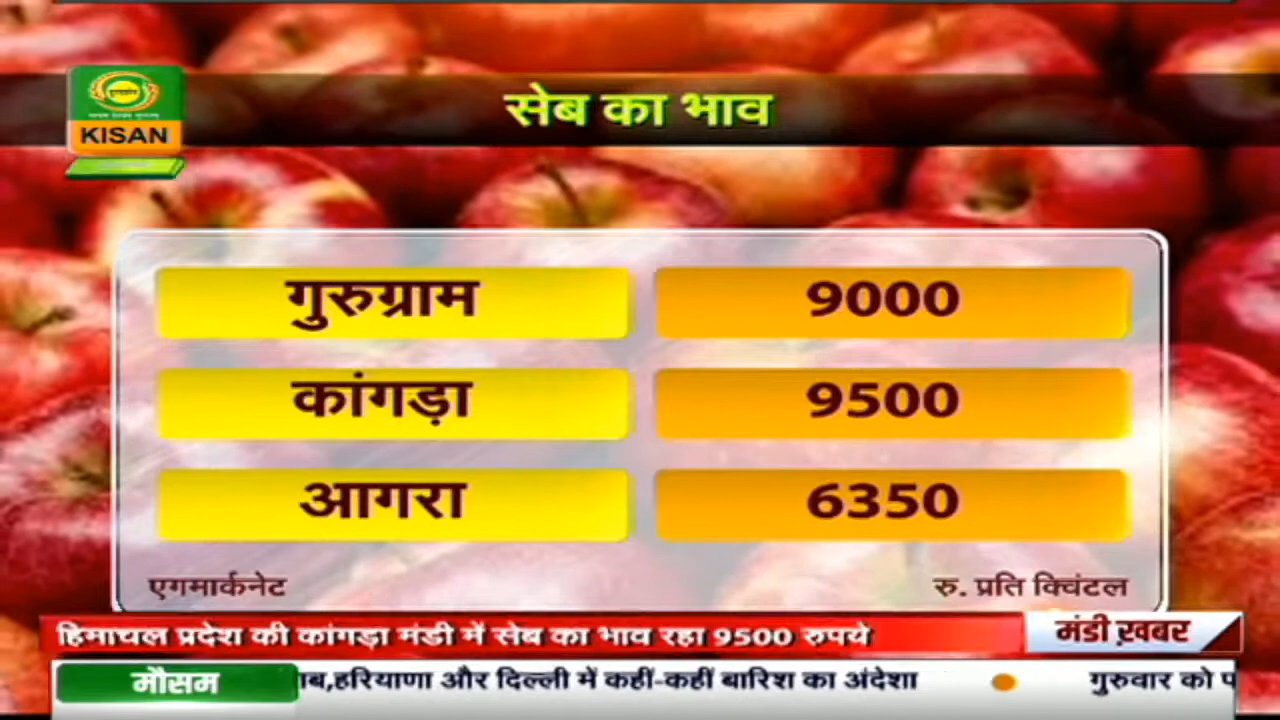 KISAN
सेब का भाव
गुरुग्राम 9000
कांगड़ा 9500
आगरा 6350
एगमार्कनेट रु. प्रति क्विंटल
हिमाचल प्रदेश की कांगड़ा मंडी में सेब का भाव रहा 9500 रुपये मंडी ख़बर
मौसम हरियाणा और दिल्ली में कहीं-कहीं बारिश का अंदेशा गुरुवार को